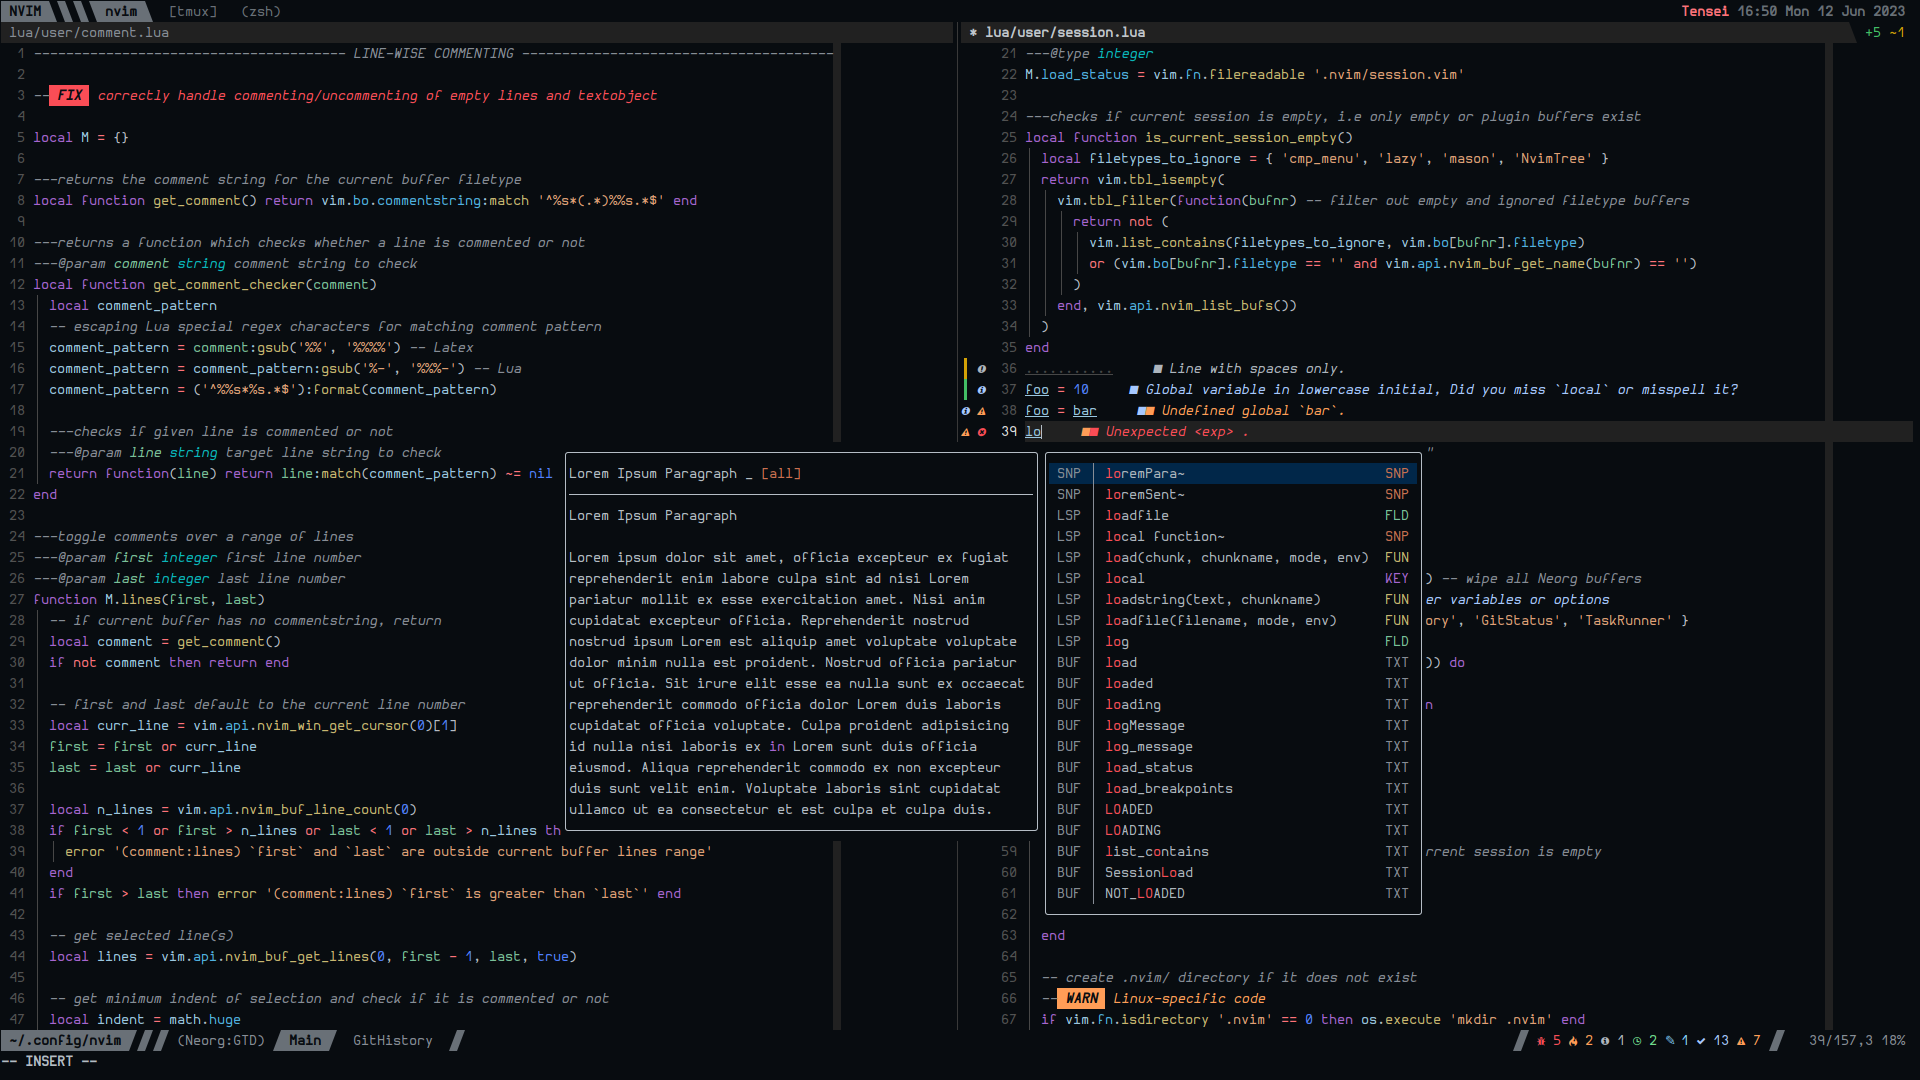 NVIM nvim [tmux] (zsh) Tensei 16:50 Mon 12 Jun 2023
lua/user/comment.lua
1 --------------------------------------- LINE-WISE COMMENTING ---------------------------------------
2
3 -- FIX correctly handle commenting/uncommenting of empty lines and textobject
4
5 local M = {}
6
7 ---returns the comment string for the current buffer filetype
8 local function get_comment() return vim.bo.commentstring:match '^%s*(.*)%%s.*$' end
9
10 ---returns a function which checks whether a line is commented or not
11 ---@param comment string comment string to check
12 local function get_comment_checker(comment)
13 local comment_pattern
14 -- escaping Lua special regex characters for matching comment pattern
15 comment_pattern = comment:gsub('%%', '%%%%') -- Latex
16 comment_pattern = comment_pattern:gsub('%-', '%%%-') -- Lua
17 comment_pattern = ('^%%s*%s.*$'):format(comment_pattern)
18
19 ---checks if given line is commented or not
20 ---@param line string target line string to check
21 return function(line) return line:match(comment_pattern) ~= nil
22 end
23
24 ---toggle comments over a range of lines
25 ---@param first integer first line number
26 ---@param last integer last line number
27 function M.lines(first, last)
28 -- if current buffer has no commentstring, return
29 local comment = get_comment()
30 if not comment then return end
31
32 -- first and last default to the current line number
33 local curr_line = vim.api.nvim_win_get_cursor(0)[1]
34 first = first or curr_line
35 last = last or curr_line
36
37 local n_lines = vim.api.nvim_buf_line_count(0)
38 if first < 1 or first > n_lines or last < 1 or last > n_lines th
39 error '(comment:lines) `first` and `last` are outside current buffer lines range'
40 end
41 if first > last then error '(comment:lines) `first` is greater than `last`' end
42
43 -- get selected line(s)
44 local lines = vim.api.nvim_buf_get_lines(0, first - 1, last, true)
45
46 -- get minimum indent of selection and check if it is commented or not
47 local indent = math.huge
* lua/user/session.lua +5 ~1
21 ---@type integer
22 M.load_status = vim.fn.filereadable '.nvim/session.vim'
23
24 ---checks if current session is empty, i.e only empty or plugin buffers exist
25 local function is_current_session_empty()
26 local filetypes_to_ignore = { 'cmp_menu', 'lazy', 'mason', 'NvimTree' }
27 return vim.tbl_isempty(
28 vim.tbl_filter(function(bufnr) -- filter out empty and ignored filetype buffers
29 return not (
30 vim.list_contains(filetypes_to_ignore, vim.bo[bufnr].filetype)
31 or (vim.bo[bufnr].filetype == '' and vim.api.nvim_buf_get_name(bufnr) == '')
32 )
33 end, vim.api.nvim_list_bufs())
34 )
35 end
36 ........... ■ Line with spaces only.
37 foo = 10 ■ Global variable in lowercase initial, Did you miss `local` or misspell it?
38 foo = bar ■■ Undefined global `bar`.
39 lo ■■ Unexpected <exp> .
"
) -- wipe all Neorg buffers
er variables or options
ory', 'GitStatus', 'TaskRunner' }
)) do
n
59 rrent session is empty
60
61
62
63 end
64
65 -- create .nvim/ directory if it does not exist
66 -- WARN Linux-specific code
67 if vim.fn.isdirectory '.nvim' == 0 then os.execute 'mkdir .nvim' end
Lorem Ipsum Paragraph _ [all]
Lorem Ipsum Paragraph
Lorem ipsum dolor sit amet, officia excepteur ex fugiat
reprehenderit enim labore culpa sint ad nisi Lorem
pariatur mollit ex esse exercitation amet. Nisi anim
cupidatat excepteur officia. Reprehenderit nostrud
nostrud ipsum Lorem est aliquip amet voluptate voluptate
dolor minim nulla est proident. Nostrud officia pariatur
ut officia. Sit irure elit esse ea nulla sunt ex occaecat
reprehenderit commodo officia dolor Lorem duis laboris
cupidatat officia voluptate. Culpa proident adipisicing
id nulla nisi laboris ex in Lorem sunt duis officia
eiusmod. Aliqua reprehenderit commodo ex non excepteur
duis sunt velit enim. Voluptate laboris sint cupidatat
ullamco ut ea consectetur et est culpa et culpa duis.
SNP loremPara~ SNP
SNP loremSent~ SNP
LSP loadfile FLD
LSP local function~ SNP
LSP load(chunk, chunkname, mode, env) FUN
LSP local KEY
LSP loadstring(text, chunkname) FUN
LSP loadfile(filename, mode, env) FUN
LSP log FLD
BUF load TXT
BUF loaded TXT
BUF loading TXT
BUF logMessage TXT
BUF log_message TXT
BUF load_status TXT
BUF load_breakpoints TXT
BUF LOADED TXT
BUF LOADING TXT
BUF list_contains TXT
BUF SessionLoad TXT
BUF NOT_LOADED TXT
~/.config/nvim (Neorg:GTD) Main GitHistory 5 2 1 2 1 13 7 39/157,3 18%
-- INSERT --